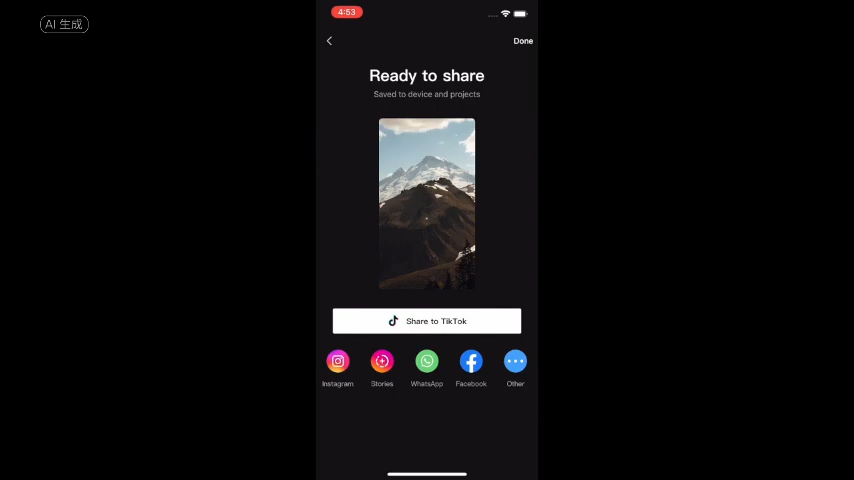 AI 生成
4:53
Done
Ready to share
Saved to device and projects
Share to TikTok
Instagram
Stories
WhatsApp
Facebook
Other